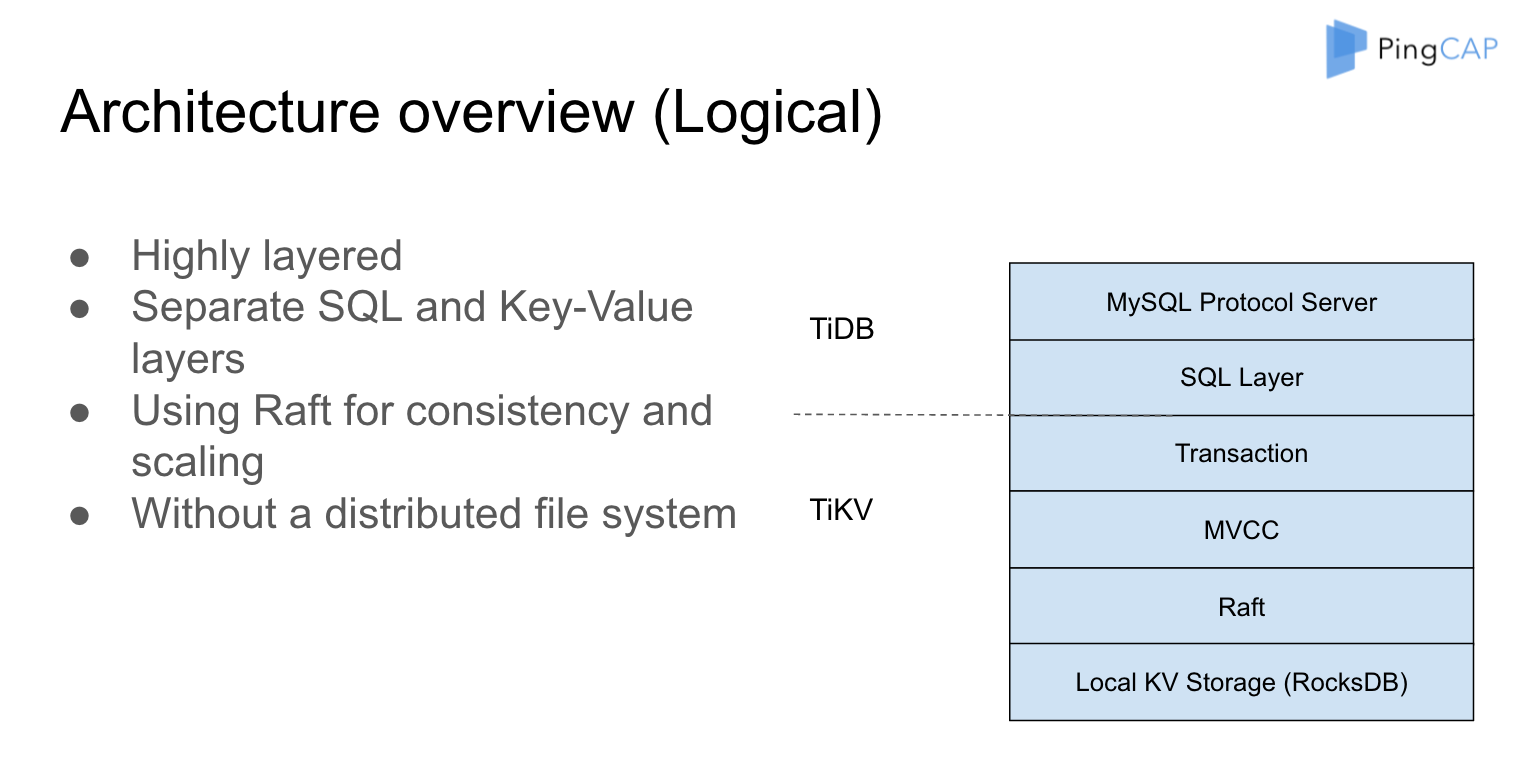 PingCAP
Architecture overview (Logical)
● Highly layered
● Separate SQL and Key-Value
layers
● Using Raft for consistency and
scaling
● Without a distributed file system
TiDB
TiKV
MySQL Protocol Server
SQL Layer
Transaction
MVCC
Raft
Local KV Storage (RocksDB)